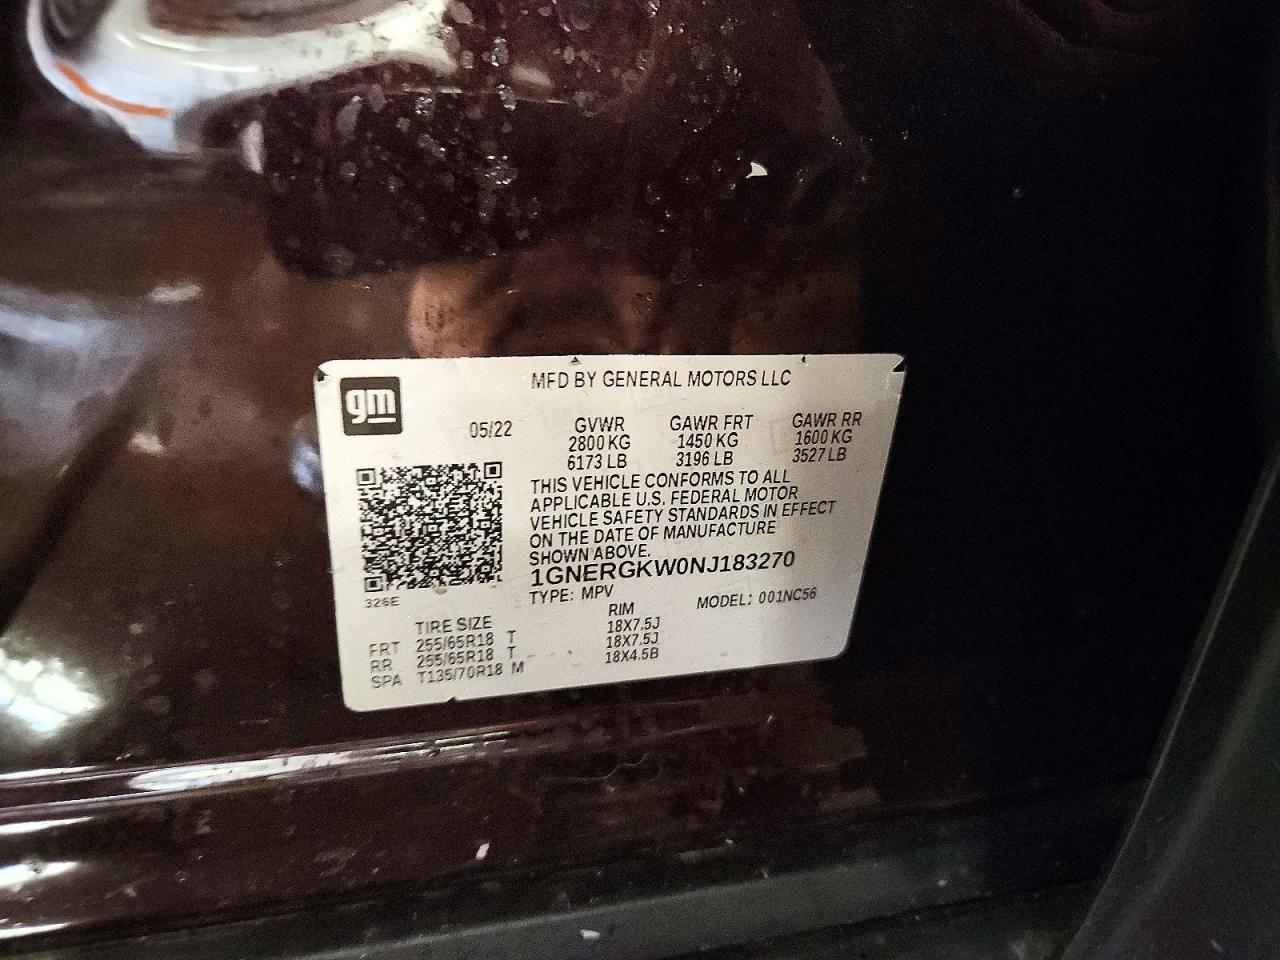 gm
MFD BY GENERAL MOTORS LLC
05/22 GVWR GAWR FRT GAWR RR
2800 KG 1450 KG 1600 KG
6173 LB 3196 LB 3527 LB
THIS VEHICLE CONFORMS TO ALL
APPLICABLE U.S. FEDERAL MOTOR
VEHICLE SAFETY STANDARDS IN EFFECT
ON THE DATE OF MANUFACTURE
SHOWN ABOVE.
1GNERGKW0NJ183270
326E
TYPE: MPV MODEL: 001NC56
TIRE SIZE RIM
FRT 255/65R18 T 18X7.5J
RR 255/65R18 T 18X7.5J
SPA T135/70R18 M 18X4.5B